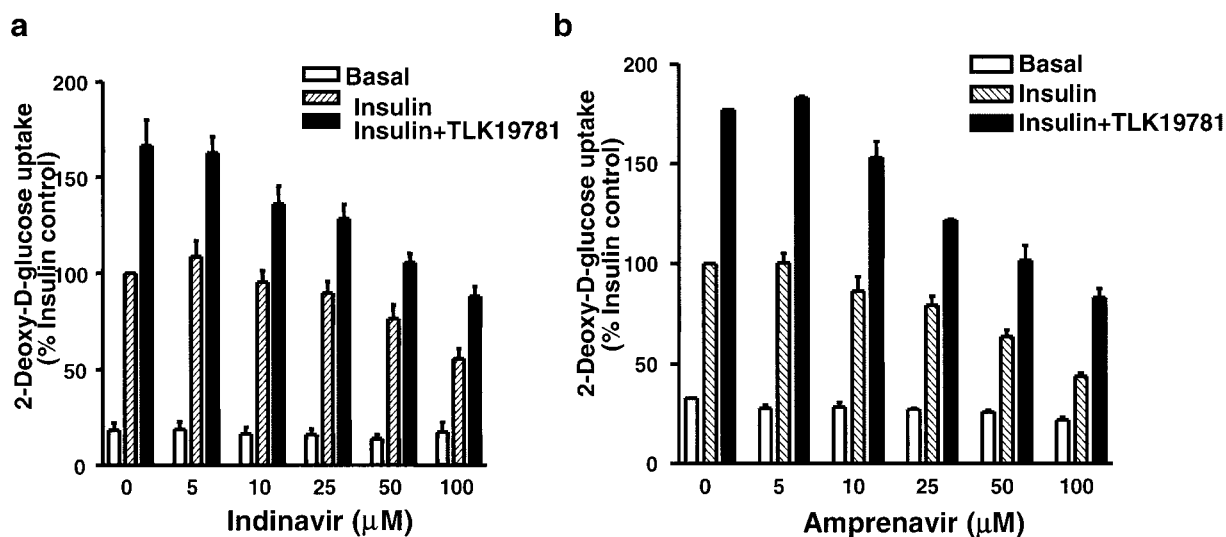 a
2-Deoxy-D-glucose uptake
(% Insulin control)
200
150
100
50
0
Basal
Insulin
Insulin+TLK19781
0 5 10 25 50 100
Indinavir (μM)
b
2-Deoxy-D-glucose uptake
(% Insulin control)
200
150
100
50
0
Basal
Insulin
Insulin+TLK19781
0 5 10 25 50 100
Amprenavir (μM)